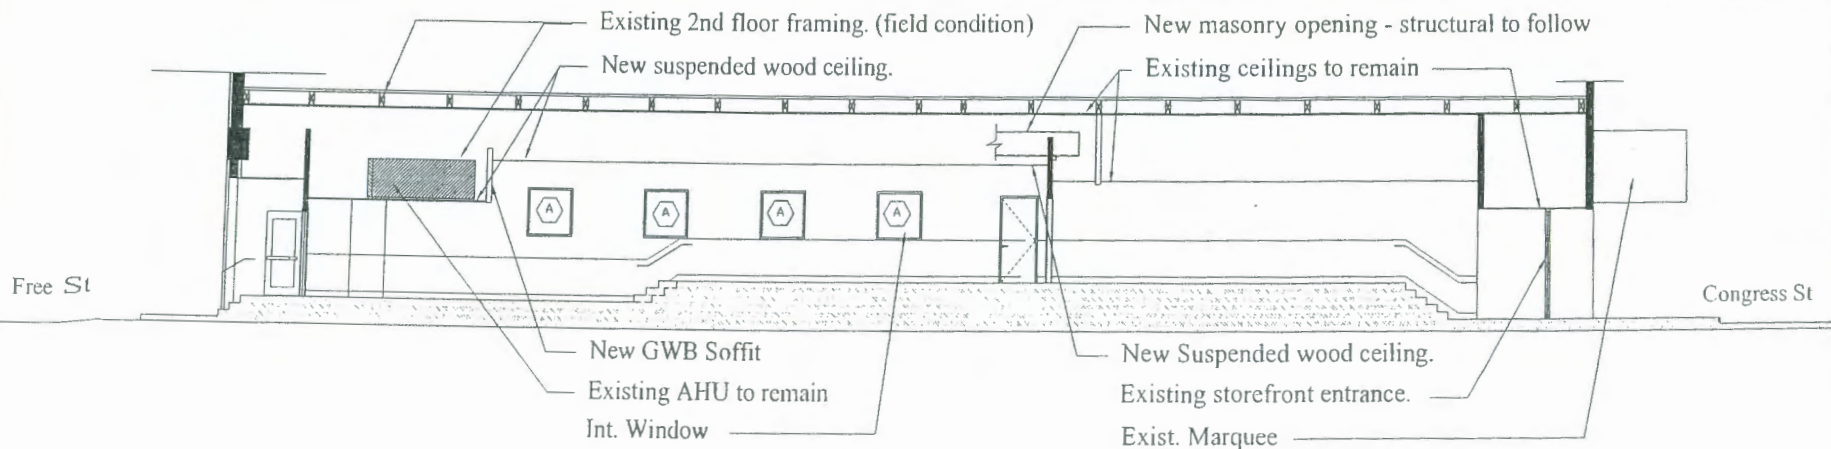 Existing 2nd floor framing. (field condition)
New masonry opening - structural to follow
New suspended wood ceiling.
Existing ceilings to remain
A
A
A
A
Free St
Congress St
New GWB Soffit
New Suspended wood ceiling.
Existing AHU to remain
Existing storefront entrance.
Int. Window
Exist. Marquee